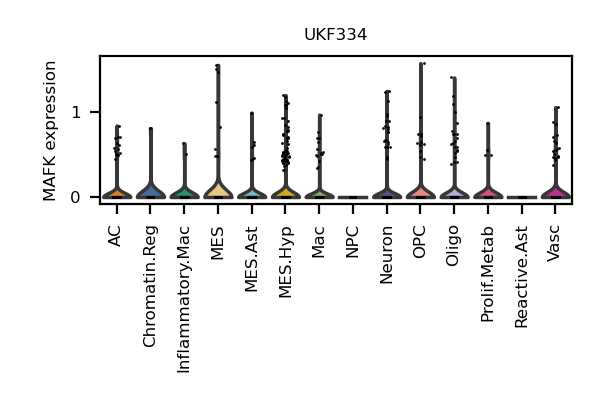 UKF334
MAFK expression
1
0
AC
Chromatin.Reg
Inflammatory.Mac
MES
MES.Ast
MES.Hyp
Mac
NPC
Neuron
OPC
Oligo
Prolif.Metab
Reactive.Ast
Vasc